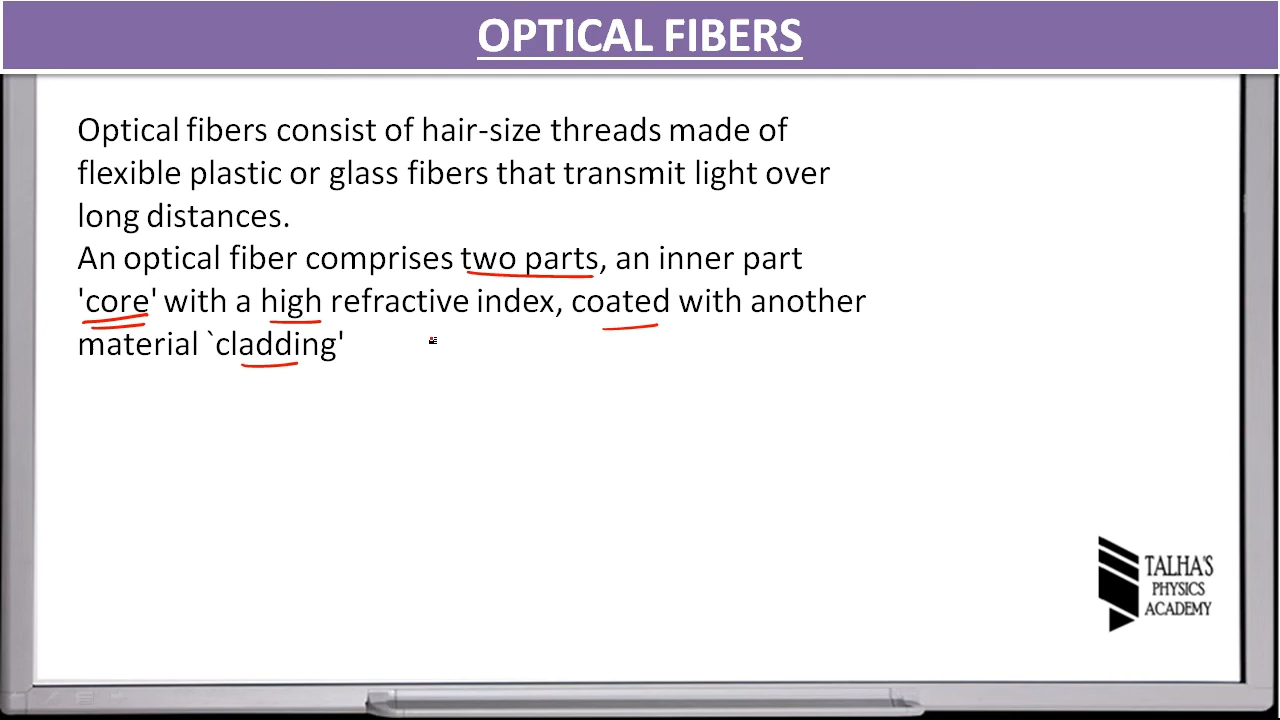 OPTICAL FIBERS
Optical fibers consist of hair-size threads made of
flexible plastic or glass fibers that transmit light over
long distances.
An optical fiber comprises two parts, an inner part
'core' with a high refractive index, coated with another
material `cladding'
TALHA'S
PHYSICS
ACADEMY